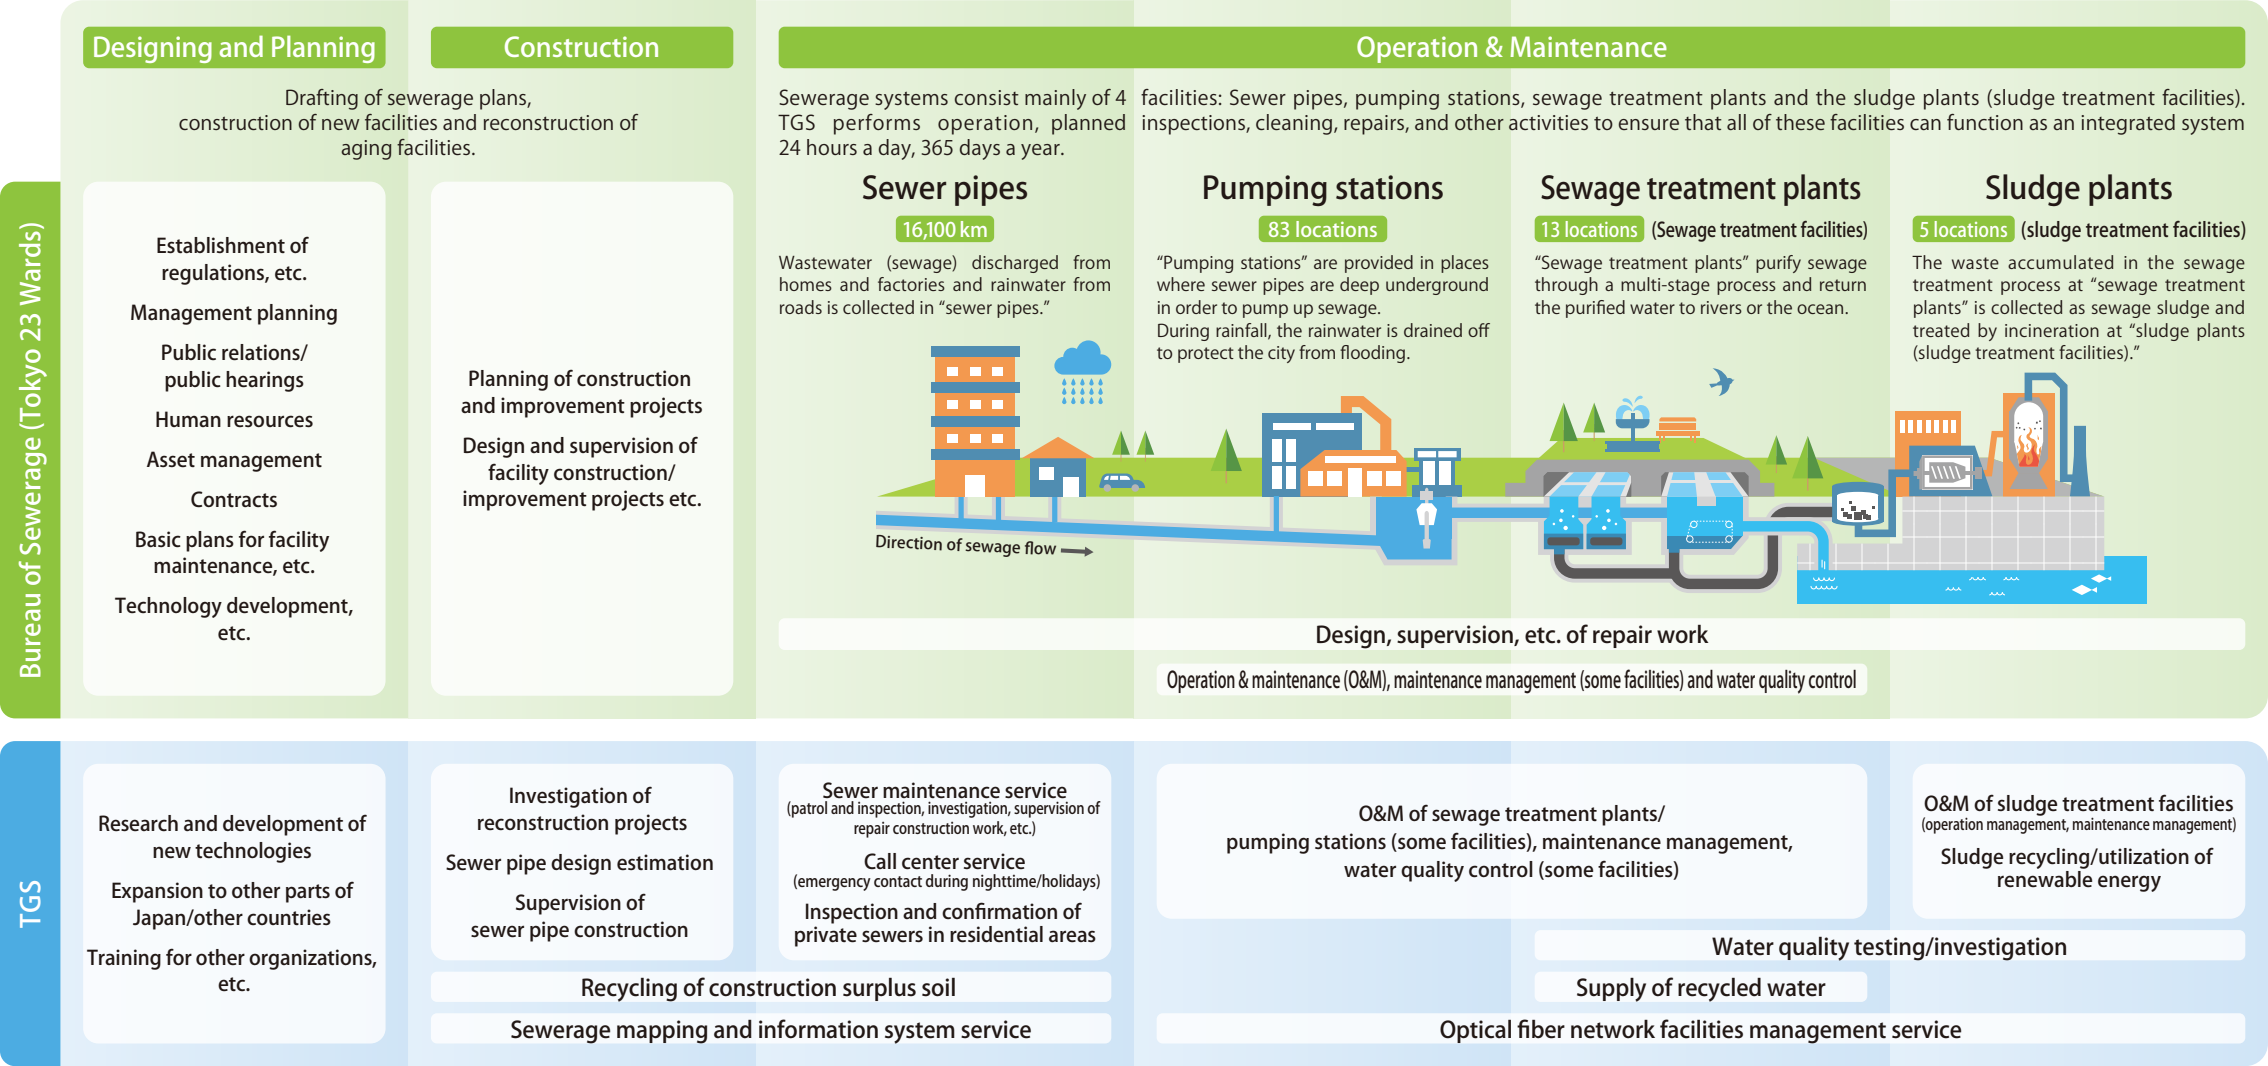 Designing and Planning
Construction
Operation & Maintenance
Drafting of sewerage plans,
construction of new facilities and reconstruction of
aging facilities.
Sewerage systems consist mainly of 4 facilities: Sewer pipes, pumping stations, sewage treatment plants and the sludge plants (sludge treatment facilities).
TGS performs operation, planned inspections, cleaning, repairs, and other activities to ensure that all of these facilities can function as an integrated system
24 hours a day, 365 days a year.
Bureau of Sewerage (Tokyo 23 Wards)
Establishment of
regulations, etc.
Management planning
Public relations/
public hearings
Human resources
Asset management
Contracts
Basic plans for facility
maintenance, etc.
Technology development,
etc.
Planning of construction
and improvement projects
Design and supervision of
facility construction/
improvement projects etc.
Sewer pipes
16,100 km
Wastewater (sewage) discharged from
homes and factories and rainwater from
roads is collected in “sewer pipes.”
Pumping stations
83 locations
“Pumping stations” are provided in places
where sewer pipes are deep underground
in order to pump up sewage.
During rainfall, the rainwater is drained off
to protect the city from flooding.
Sewage treatment plants
13 locations (Sewage treatment facilities)
“Sewage treatment plants” purify sewage
through a multi-stage process and return
the purified water to rivers or the ocean.
Sludge plants
5 locations (sludge treatment facilities)
The waste accumulated in the sewage
treatment process at “sewage treatment
plants” is collected as sewage sludge and
treated by incineration at “sludge plants
(sludge treatment facilities).”
Direction of sewage flow
Design, supervision, etc. of repair work
Operation & maintenance (O&M), maintenance management (some facilities) and water quality control
TGS
Research and development of
new technologies
Expansion to other parts of
Japan/other countries
Training for other organizations,
etc.
Investigation of
reconstruction projects
Sewer pipe design estimation
Supervision of
sewer pipe construction
Sewer maintenance service
(patrol and inspection, investigation, supervision of
repair construction work, etc.)
Call center service
(emergency contact during nighttime/holidays)
Inspection and confirmation of
private sewers in residential areas
Recycling of construction surplus soil
Sewerage mapping and information system service
O&M of sewage treatment plants/
pumping stations (some facilities), maintenance management,
water quality control (some facilities)
O&M of sludge treatment facilities
(operation management, maintenance management)
Sludge recycling/utilization of
renewable energy
Water quality testing/investigation
Supply of recycled water
Optical fiber network facilities management service